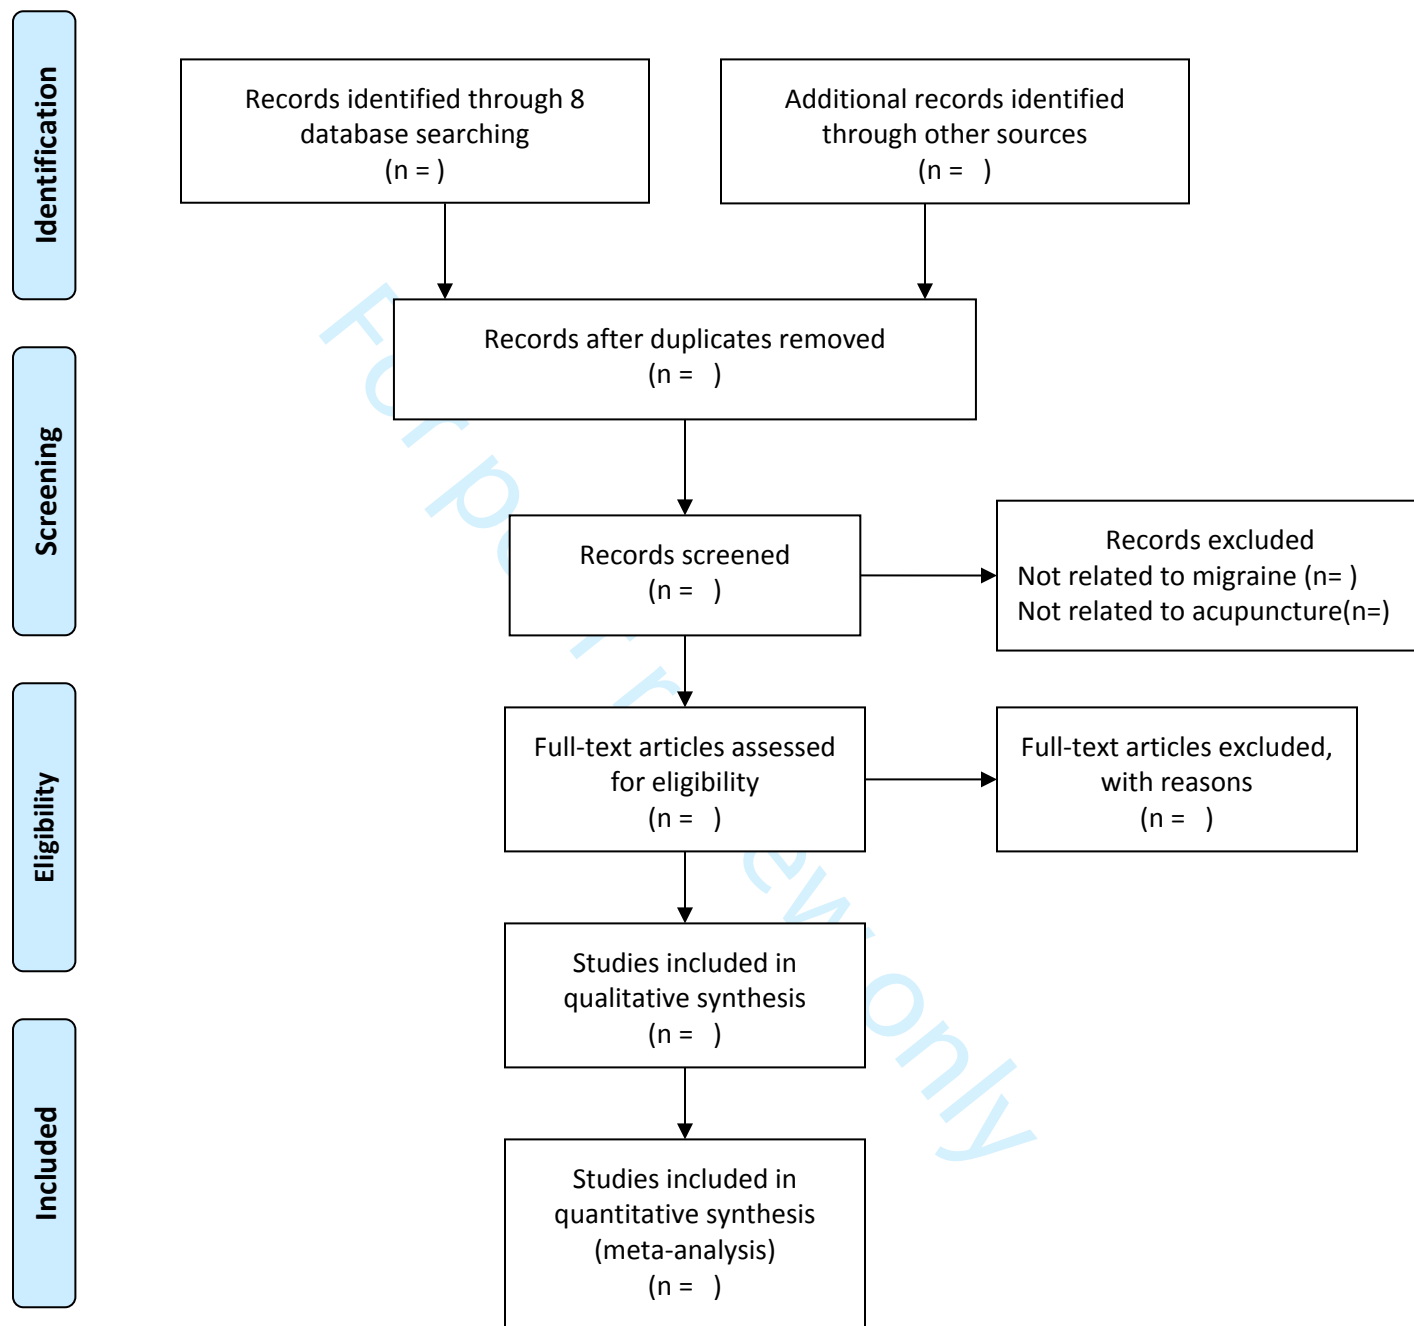 Identification
Records identified through 8
database searching
(n = )
Additional records identified
through other sources
(n =   )
Records after duplicates removed
(n =   )
Screening
Records screened
(n =   )
Records excluded
Not related to migraine (n= )
Not related to acupuncture(n=)
Eligibility
Full-text articles assessed
for eligibility
(n =   )
Full-text articles excluded,
with reasons
(n =   )
Studies included in
qualitative synthesis
(n =   )
Included
Studies included in
quantitative synthesis
(meta-analysis)
(n =   )
For peer review only